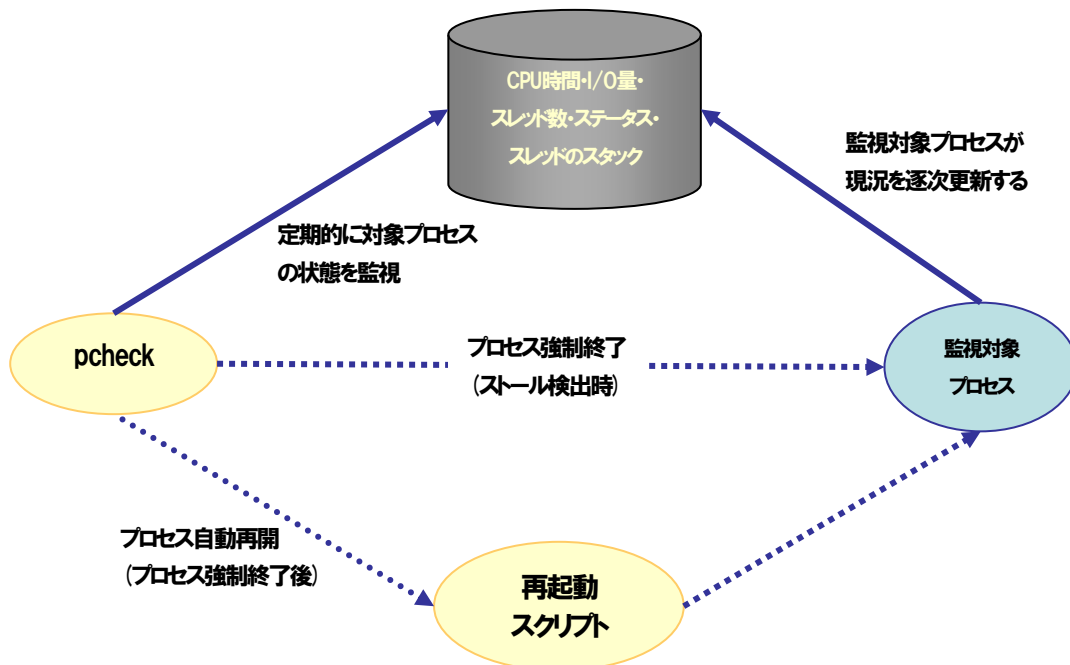 CPU時間・I/O量・
スレッド数・ステータス・
スレッドのスタック
監視対象プロセスが
現況を逐次更新する
定期的に対象プロセス
の状態を監視
pcheck
プロセス強制終了
(ストール検出時)
監視対象
プロセス
プロセス自動再開
(プロセス強制終了後)
再起動
スクリプト